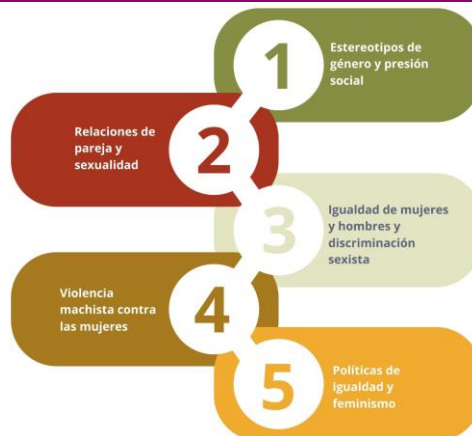 1
Estereotipos de
género y presión
social
2
Relaciones de
pareja y
sexualidad
3
Igualdad de mujeres
y hombres y
discriminación
sexista
4
Violencia
machista contra
las mujeres
5
Políticas de
igualdad y
feminismo